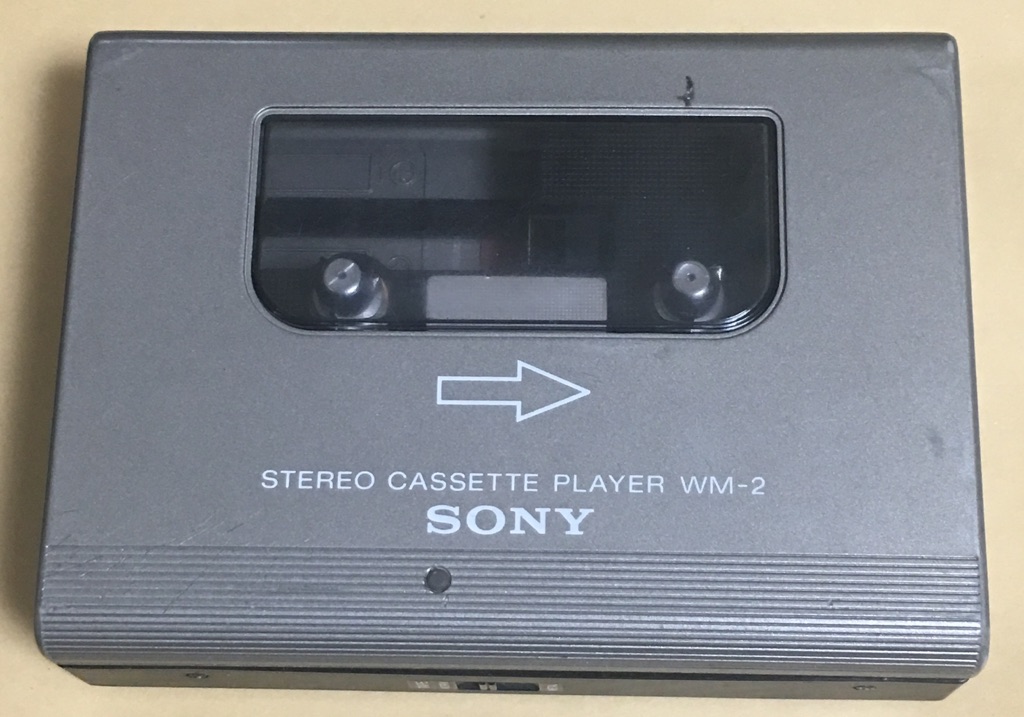 STEREO CASSETTE PLAYER WM-2
SONY